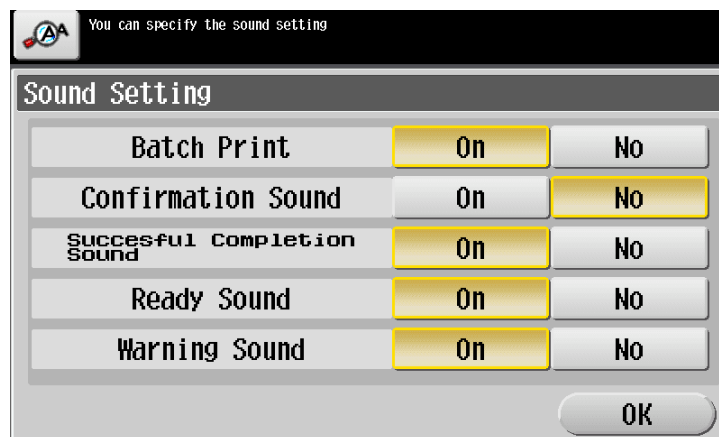 You can specify the sound setting
Sound Setting
Batch Print On No
Confirmation Sound On No
Succesful Completion
Sound On No
Ready Sound On No
Warning Sound On No
OK